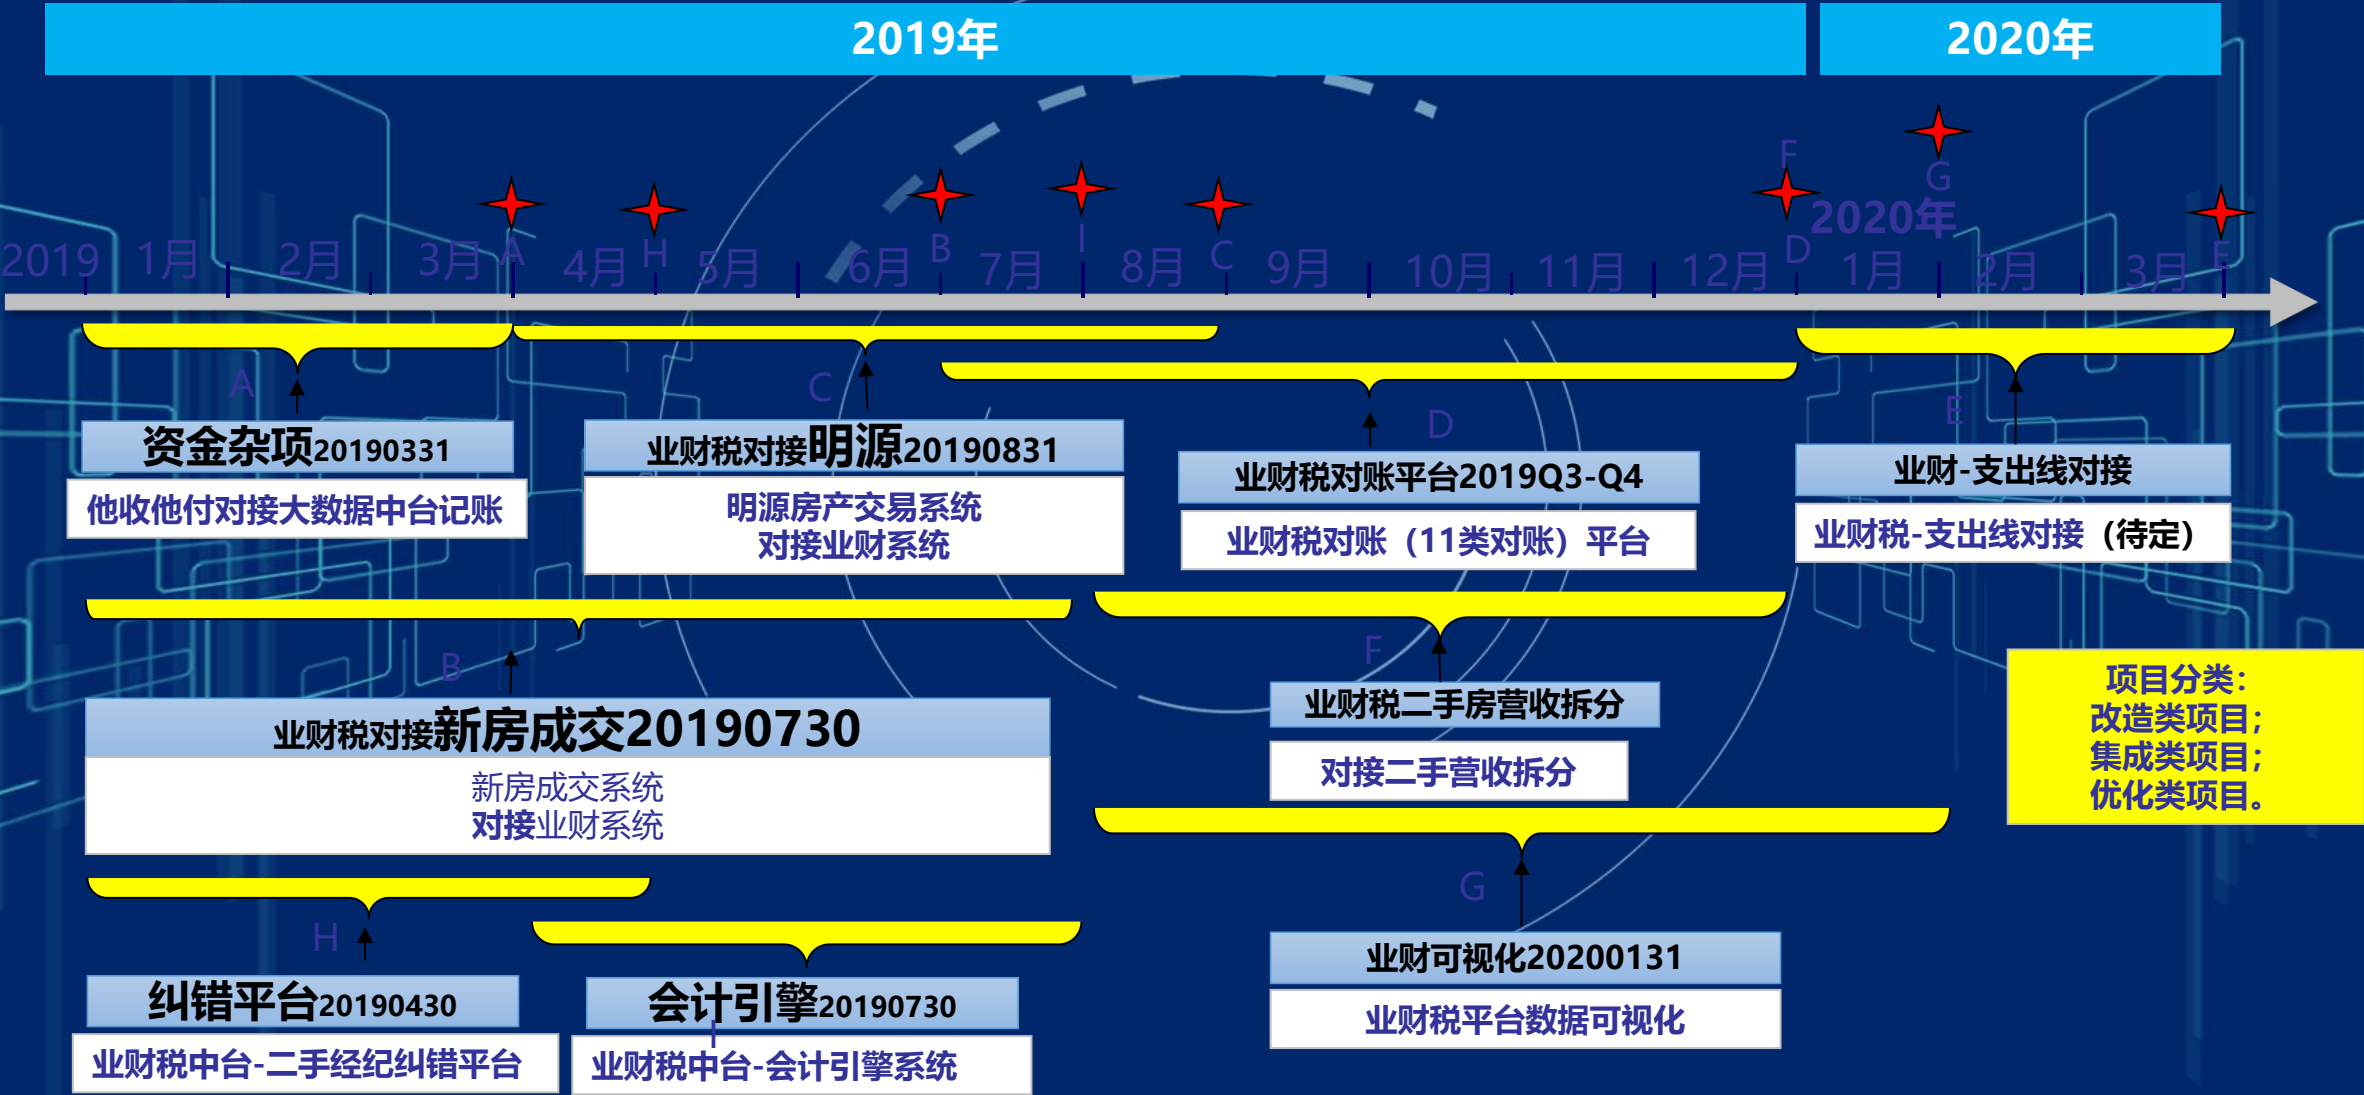 2019年
2020年
F
G
2020年
2019
1月
2月
3月
A
4月
H
5月
6月
B
7月
I
8月
C
9月
10月
11月
12月
D
1月
2月
3月
E
A
C
D
E
资金杂项20190331
他收他付对接大数据中台记账
业财税对接明源20190831
明源房产交易系统
对接业财系统
业财税对账平台2019Q3-Q4
业财税对账（11类对账）平台
业财-支出线对接
业财税-支出线对接（待定）
B
业财税对接新房成交20190730
新房成交系统
对接业财系统
F
业财税二手房营收拆分
对接二手营收拆分
项目分类：
改造类项目；
集成类项目；
优化类项目。
H
纠错平台20190430
业财税中台-二手经纪纠错平台
会计引擎20190730
I
业财税中台-会计引擎系统
G
业财可视化20200131
业财税平台数据可视化